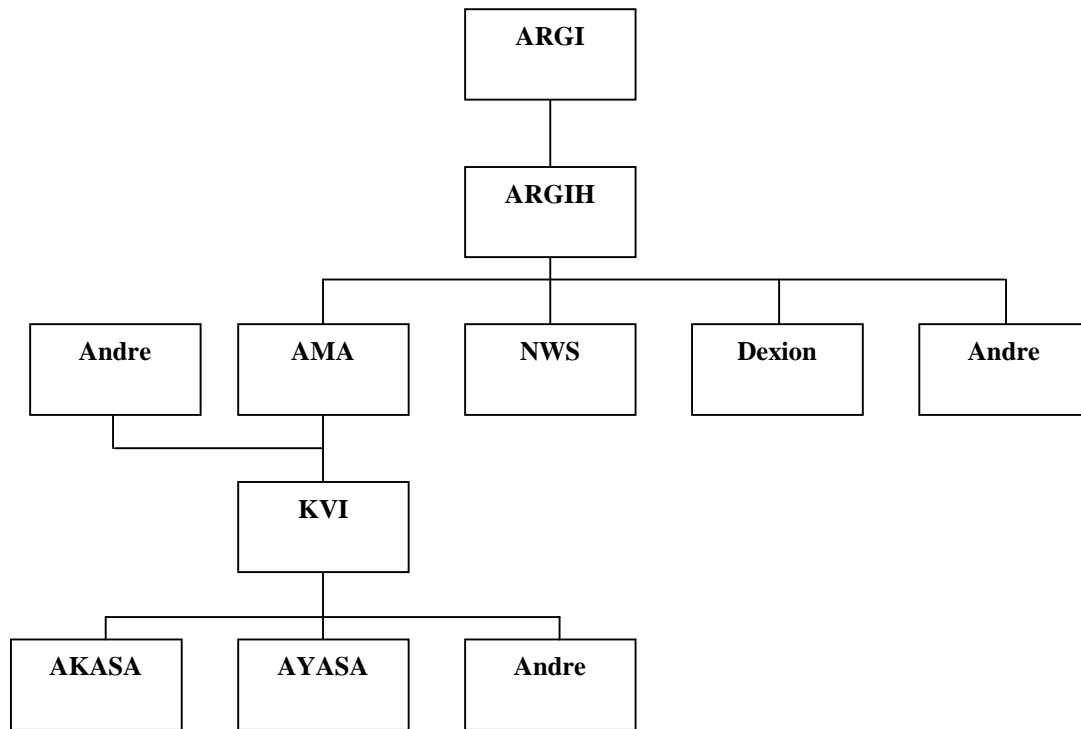 ARGI
ARGIH
Andre
AMA
NWS
Dexion
Andre
KVI
AKASA
AYASA
Andre